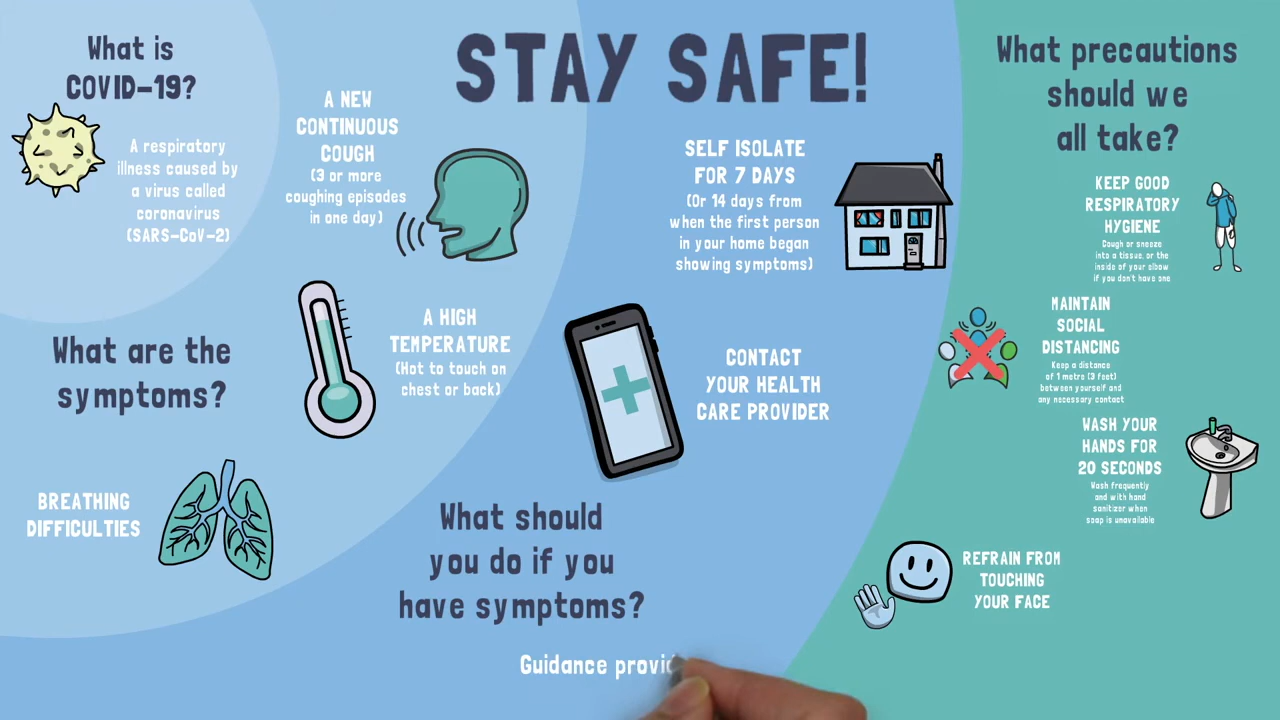 STAY SAFE!
What is
COVID-19?
A respiratory
illness caused by
a virus called
coronavirus
(SARS-CoV-2)
What are the
symptoms?
A NEW
CONTINUOUS
COUGH
(3 or more
coughing episodes
in one day)
A HIGH
TEMPERATURE
(Hot to touch on
chest or back)
BREATHING
DIFFICULTIES
What should
you do if you
have symptoms?
SELF ISOLATE
FOR 7 DAYS
(Or 14 days from
when the first person
in your home began
showing symptoms)
CONTACT
YOUR HEALTH
CARE PROVIDER
What precautions
should we
all take?
KEEP GOOD
RESPIRATORY
HYGIENE
Cough or sneeze
into a tissue, or the
inside of your elbow
if you don't have one
MAINTAIN
SOCIAL
DISTANCING
Keep a distance
of 1 metre (3 feet)
between yourself and
any necessary contact
WASH YOUR
HANDS FOR
20 SECONDS
Wash frequently
and with hand
sanitizer when
soap is unavailable
REFRAIN FROM
TOUCHING
YOUR FACE
Guidance provid